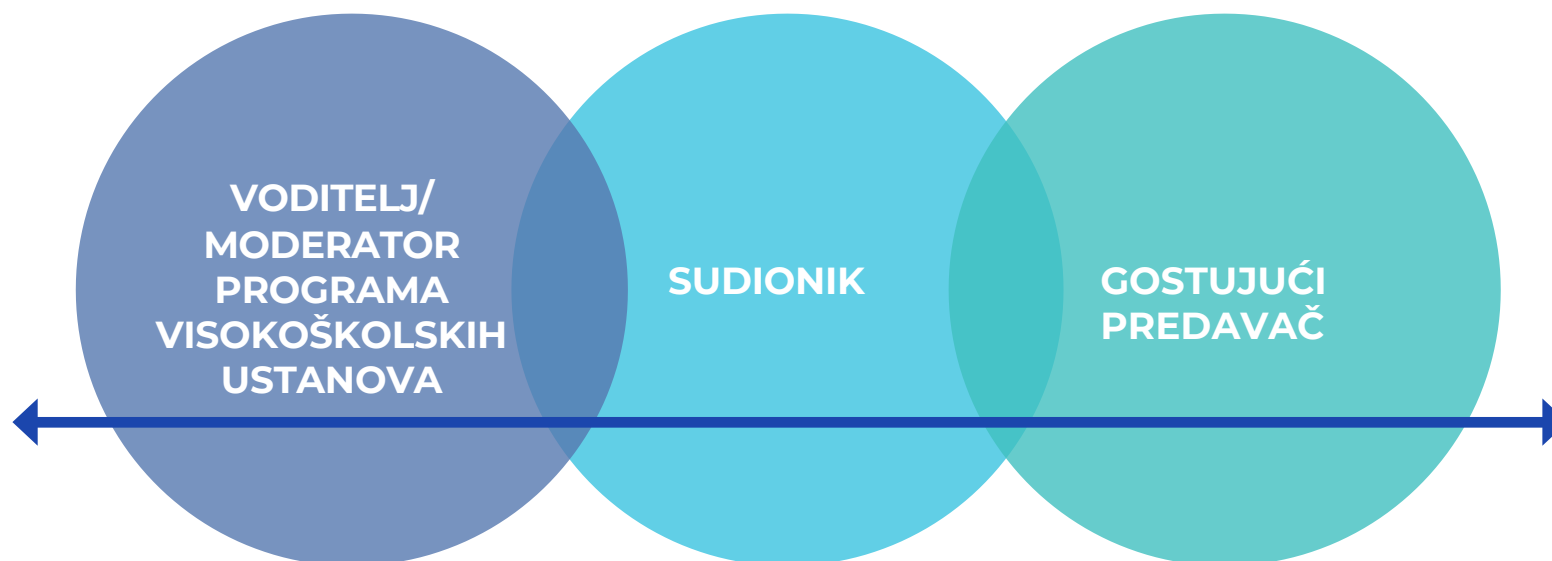 VODITELJ/
MODERATOR
PROGRAMA
VISOKOŠKOLSKIH
USTANOVA
SUDIONIK
GOSTUJUĆI
PREDAVAČ